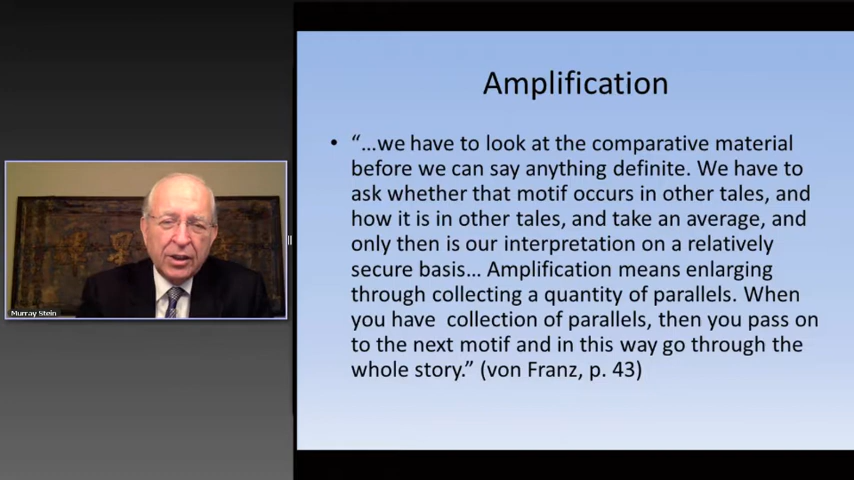 Amplification
• “…we have to look at the comparative material
before we can say anything definite. We have to
ask whether that motif occurs in other tales, and
how it is in other tales, and take an average, and
only then is our interpretation on a relatively
secure basis… Amplification means enlarging
through collecting a quantity of parallels. When
you have  collection of parallels, then you pass on
to the next motif and in this way go through the
whole story.” (von Franz, p. 43)
Murray Stein